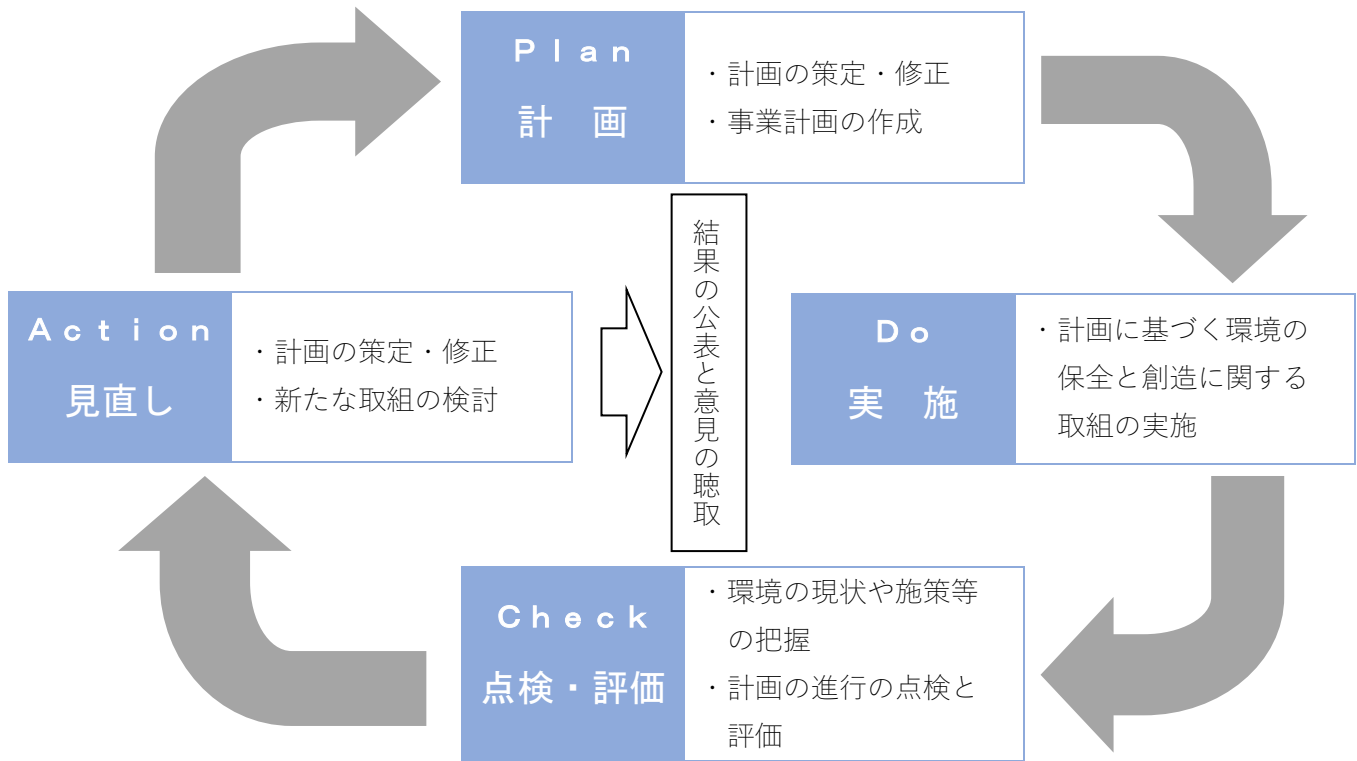 Ｐｌａｎ
計　画
・計画の策定・修正
・事業計画の作成
Ａｃｔｉｏｎ
見直し
・計画の策定・修正
・新たな取組の検討
結果の公表と意見の聴取
Ｄｏ
実　施
・計画に基づく環境の
保全と創造に関する
取組の実施
Ｃｈｅｃｋ
点検・評価
・環境の現状や施策等
の把握
・計画の進行の点検と
評価